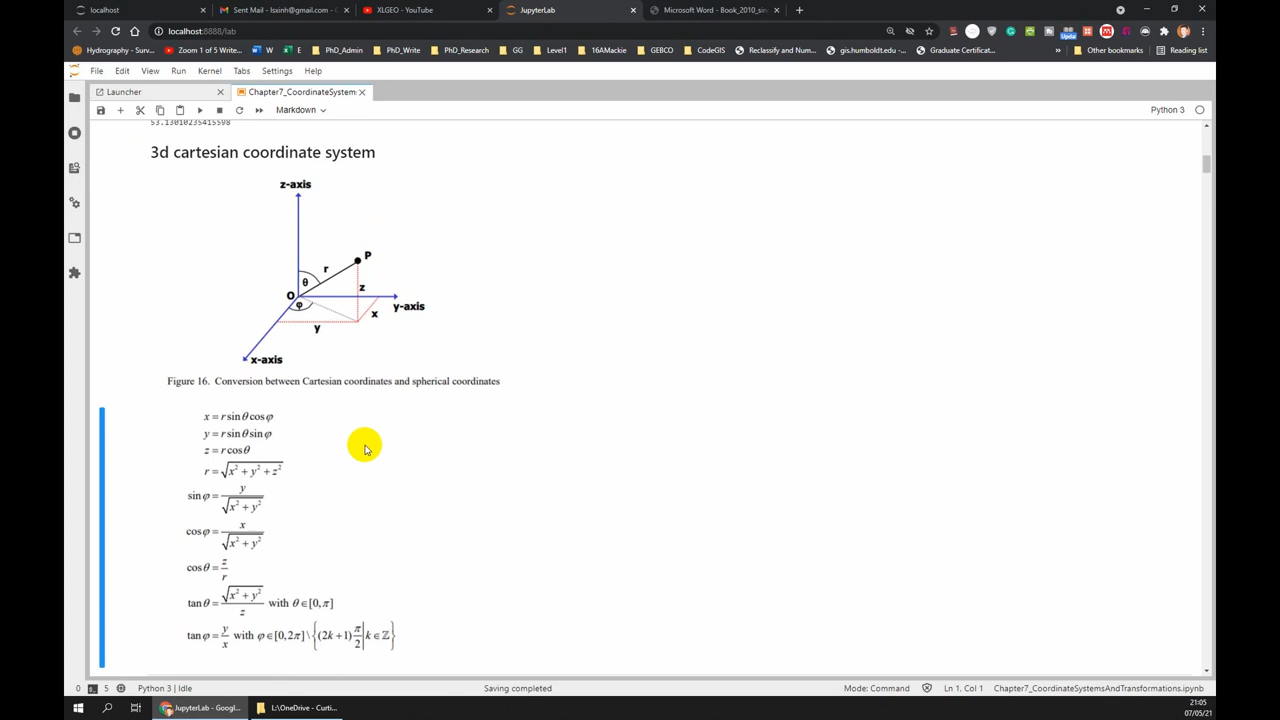 localhost
Sent Mail - lsxinh@gmail.com -
XLGEO - YouTube
JupyterLab
Microsoft Word - Book_2010_sin
localhost:8888/lab
Hydrography - Surv...
Zoom 1 of 5 Write...
W
E
PhD_Admin
PhD_Write
PhD_Research
GG
Level1
16AMackie
GEBCO
CodeGIS
Reclassify and Num...
gis.humboldt.edu/...
Graduate Certificat...
»
Other bookmarks
Reading list
File Edit View Run Kernel Tabs Settings Help
Launcher
Chapter7_CoordinateSystem
Markdown
Python 3
53.13010235415598
3d cartesian coordinate system
z-axis
P
r
θ
z
O
φ
y-axis
x
y
x-axis
Figure 16. Conversion between Cartesian coordinates and spherical coordinates
x = r sin θ cos φ
y = r sin θ sin φ
z = r cos θ
r = √(x² + y² + z²)
sin φ = y / √(x² + y²)
cos φ = x / √(x² + y²)
cos θ = z / r
tan θ = √(x² + y²) / z with θ ∈ [0, π]
tan φ = y / x with φ ∈ [0, 2π] \ {(2k + 1) π/2 | k ∈ ℤ}
0 5 Python 3 | Idle
Saving completed
Mode: Command
Ln 1, Col 1
Chapter7_CoordinateSystemsAndTransformations.ipynb
JupyterLab - Googl...
L:\OneDrive - Curti...
21:05
07/05/21